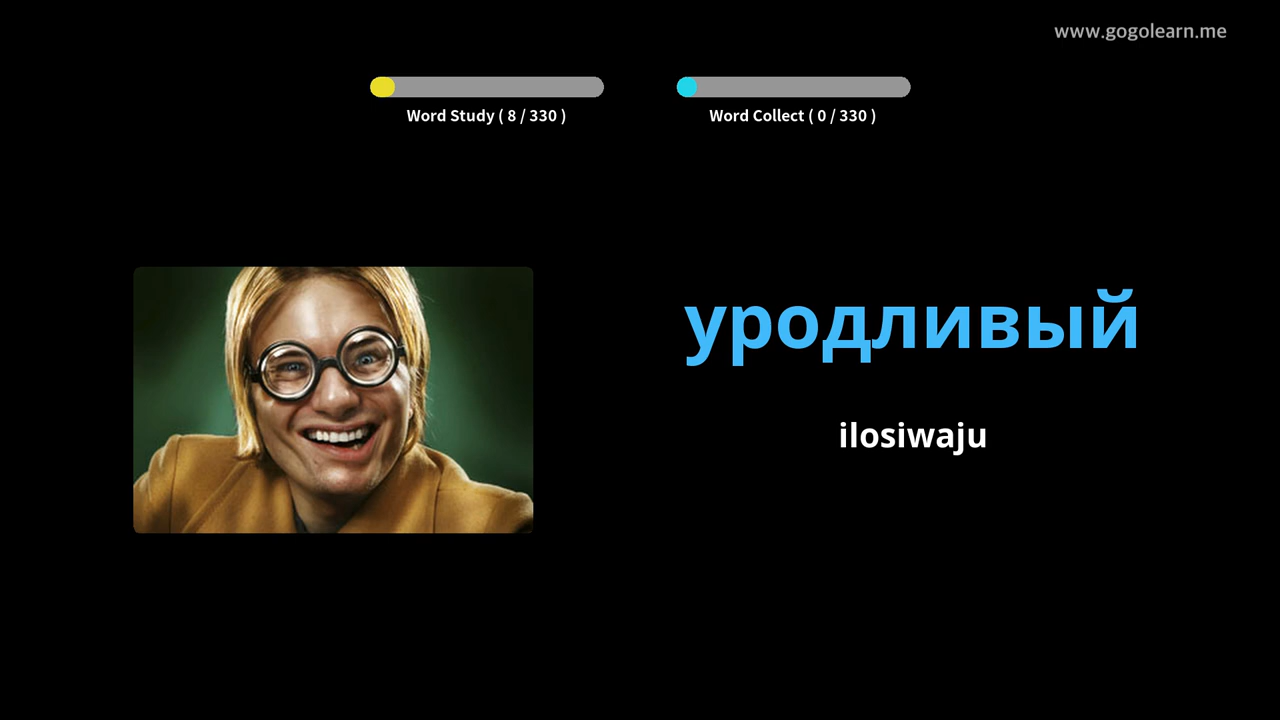 www.gogolearn.me
Word Study ( 8 / 330 )
Word Collect ( 0 / 330 )
уродливый
ilosiwaju